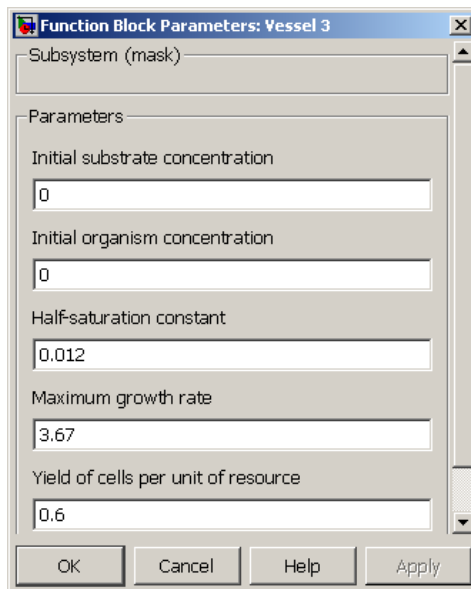 Function Block Parameters: Vessel 3
Subsystem (mask)
Parameters
Initial substrate concentration
0
Initial organism concentration
0
Half-saturation constant
0.012
Maximum growth rate
3.67
Yield of cells per unit of resource
0.6
OK Cancel Help Apply